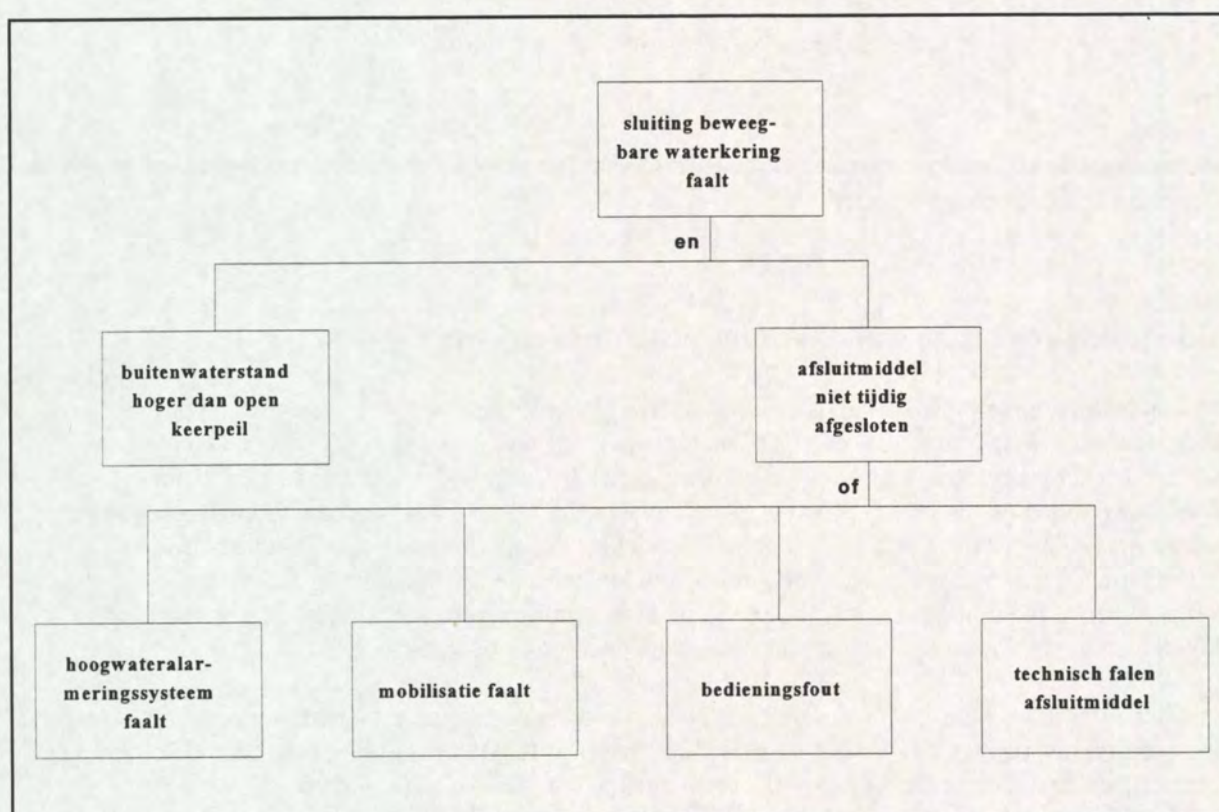 sluiting beweeg-
bare waterkering
faalt
en
buitenwaterstand
hoger dan open
keerpeil
afsluitmiddel
niet tijdig
afgesloten
of
hoogwateralar-
meringssysteem
faalt
mobilisatie faalt
bedieningsfout
technisch falen
afsluitmiddel